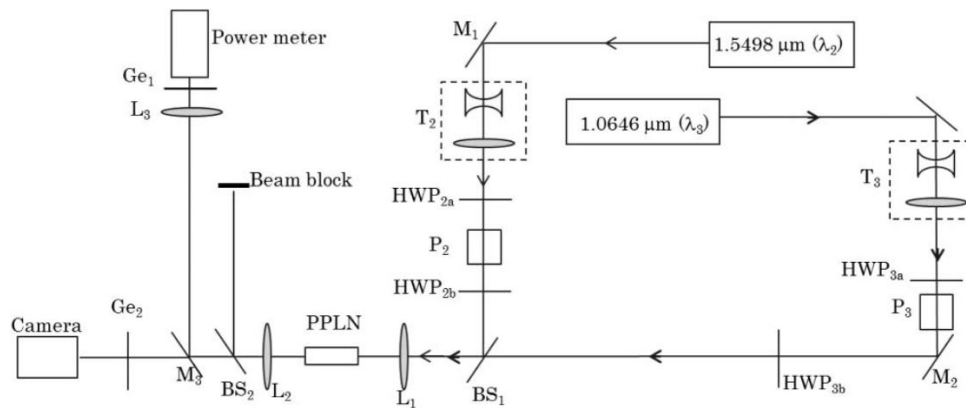 Power meter
M₁
1.5498 μm (λ₂)
Ge₁
L₃
T₂
1.0646 μm (λ₃)
T₃
Beam block
HWP₂ₐ
P₂
HWP₃ₐ
HWP₂b
P₃
Ge₂
Camera
PPLN
M₃
BS₂
L₂
L₁
BS₁
HWP₃b
M₂